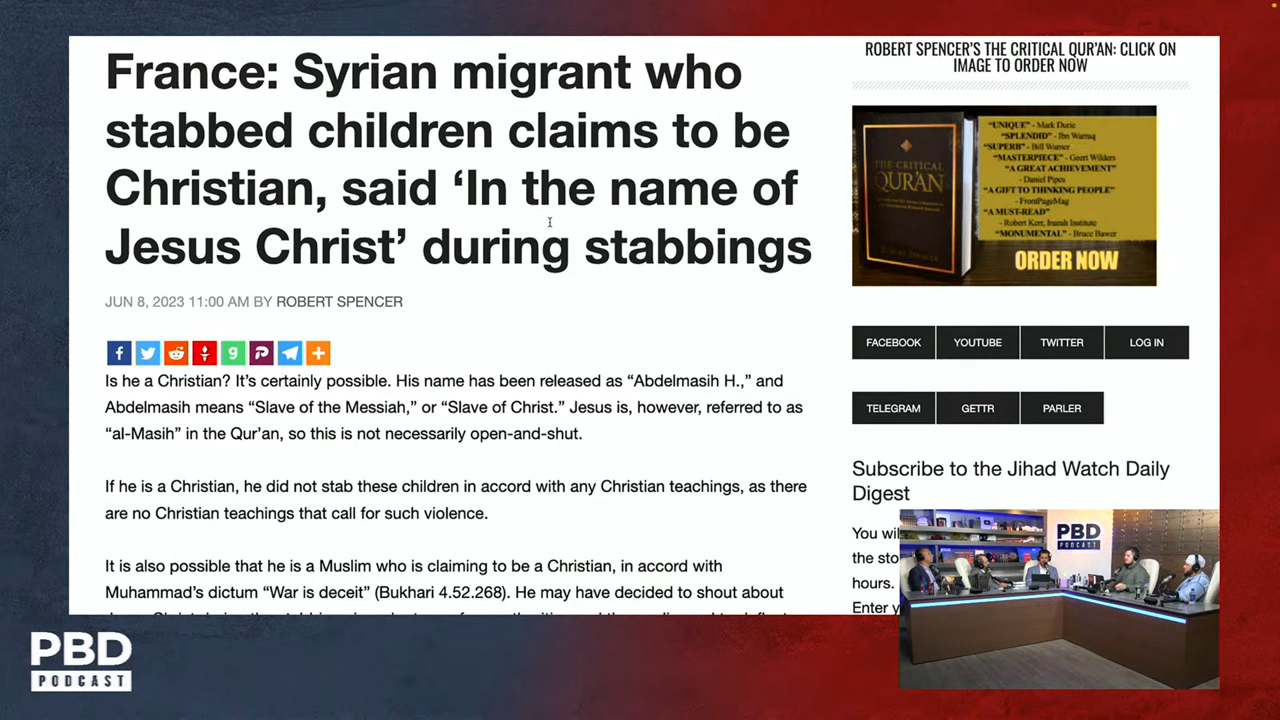 France: Syrian migrant who
stabbed children claims to be
Christian, said ‘In the name of
Jesus Christ’ during stabbings
JUN 8, 2023 11:00 AM BY ROBERT SPENCER
Is he a Christian? It’s certainly possible. His name has been released as “Abdelmasih H.,” and
Abdelmasih means “Slave of the Messiah,” or “Slave of Christ.” Jesus is, however, referred to as
“al-Masih” in the Qur’an, so this is not necessarily open-and-shut.
If he is a Christian, he did not stab these children in accord with any Christian teachings, as there
are no Christian teachings that call for such violence.
It is also possible that he is a Muslim who is claiming to be a Christian, in accord with
Muhammad’s dictum “War is deceit” (Bukhari 4.52.268). He may have decided to shout about
ROBERT SPENCER’S THE CRITICAL QUR’AN: CLICK ON
IMAGE TO ORDER NOW
THE CRITICAL
QUR’AN
“UNIQUE” - Mark Durie
“SPLENDID” - Ibn Warraq
“SUPERB” - Bill Warner
“MASTERPIECE” - Geert Wilders
“A GREAT ACHIEVEMENT”
- Daniel Pipes
“A GIFT TO THINKING PEOPLE”
- FrontPageMag
“A MUST-READ”
- Robert Kerr, Inarah Institute
“MONUMENTAL” - Bruce Bawer
ORDER NOW
FACEBOOK YOUTUBE TWITTER LOG IN
TELEGRAM GETTR PARLER
Subscribe to the Jihad Watch Daily
Digest
You wil
the sto
hours.
Enter y
PBD
PODCAST
PBD
PODCAST